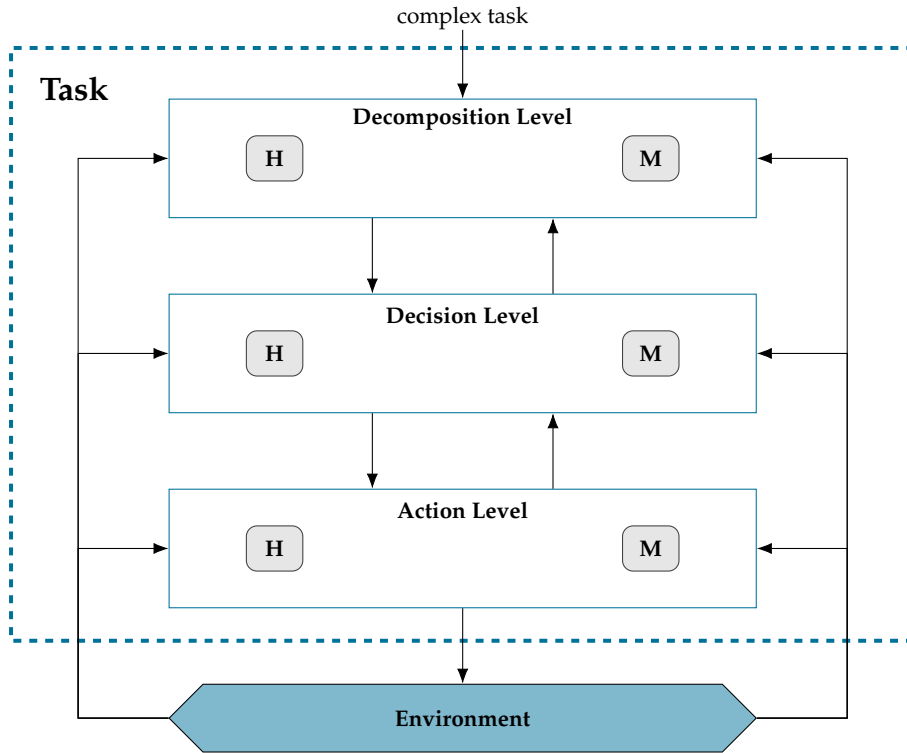 complex task
Task
Decomposition Level
H
M
Decision Level
H
M
Action Level
H
M
Environment